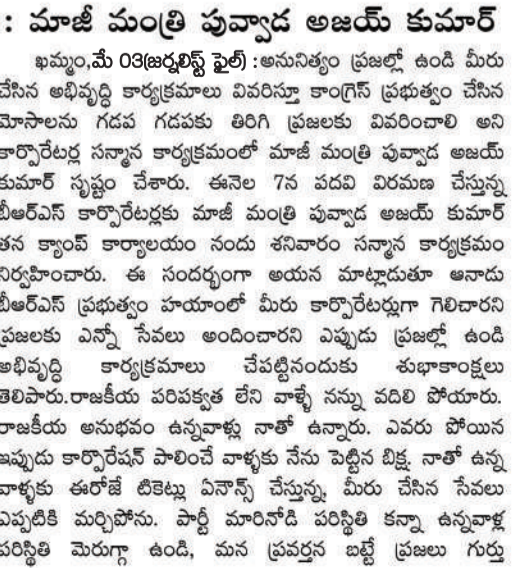 : మాజీ మంత్రి పువ్వాడ అజయ్ కుమార్
ఖమ్మం,మే 03(జర్నలిస్ట్ ఫైల్) :అనునిత్యం ప్రజల్లో ఉండి మీరు
చేసిన అభివృద్ధి కార్యక్రమాలు వివరిస్తూ కాంగ్రెస్ ప్రభుత్వం చేసిన
మోసాలను గడప గడపకు తిరిగి ప్రజలకు వివరించాలి అని
కార్పొరేటర్ల సన్మాన కార్యక్రమంలో మాజీ మంత్రి పువ్వాడ అజయ్
కుమార్ స్పష్టం చేశారు. ఈనెల 7న పదవి విరమణ చేస్తున్న
బీఆర్ఎస్ కార్పొరేటర్లకు మాజీ మంత్రి పువ్వాడ అజయ్ కుమార్
తన క్యాంప్ కార్యాలయం నందు శనివారం సన్మాన కార్యక్రమం
నిర్వహించారు. ఈ సందర్భంగా అయన మాట్లాడుతూ ఆనాడు
బీఆర్ఎస్ ప్రభుత్వం హయాంలో మీరు కార్పొరేటర్లుగా గెలిచారని
ప్రజలకు ఎన్నో సేవలు అందించారని ఎప్పుడు ప్రజల్లో ఉండి
అభివృద్ధి కార్యక్రమాలు చేపట్టినందుకు శుభాకాంక్షలు
తెలిపారు.రాజకీయ పరిపక్వత లేని వాళ్ళే నన్ను వదిలి పోయారు.
రాజకీయ అనుభవం ఉన్నవాళ్లు నాతో ఉన్నారు. ఎవరు పోయిన
ఇప్పుడు కార్పొరేషన్ పాలించే వాళ్ళకు నేను పెట్టిన బిక్ష. నాతో ఉన్న
వాళ్ళకు ఈరోజే టికెట్లు ఏనౌన్స్ చేస్తున్న, మీరు చేసిన సేవలు
ఎప్పటికి మర్చిపోను. పార్టీ మారినోడి పరిస్థితి కన్నా ఉన్నవాళ్ల
పరిస్థితి మెరుగ్గా ఉండి, మన ప్రవర్తన బట్టే ప్రజలు గుర్తు